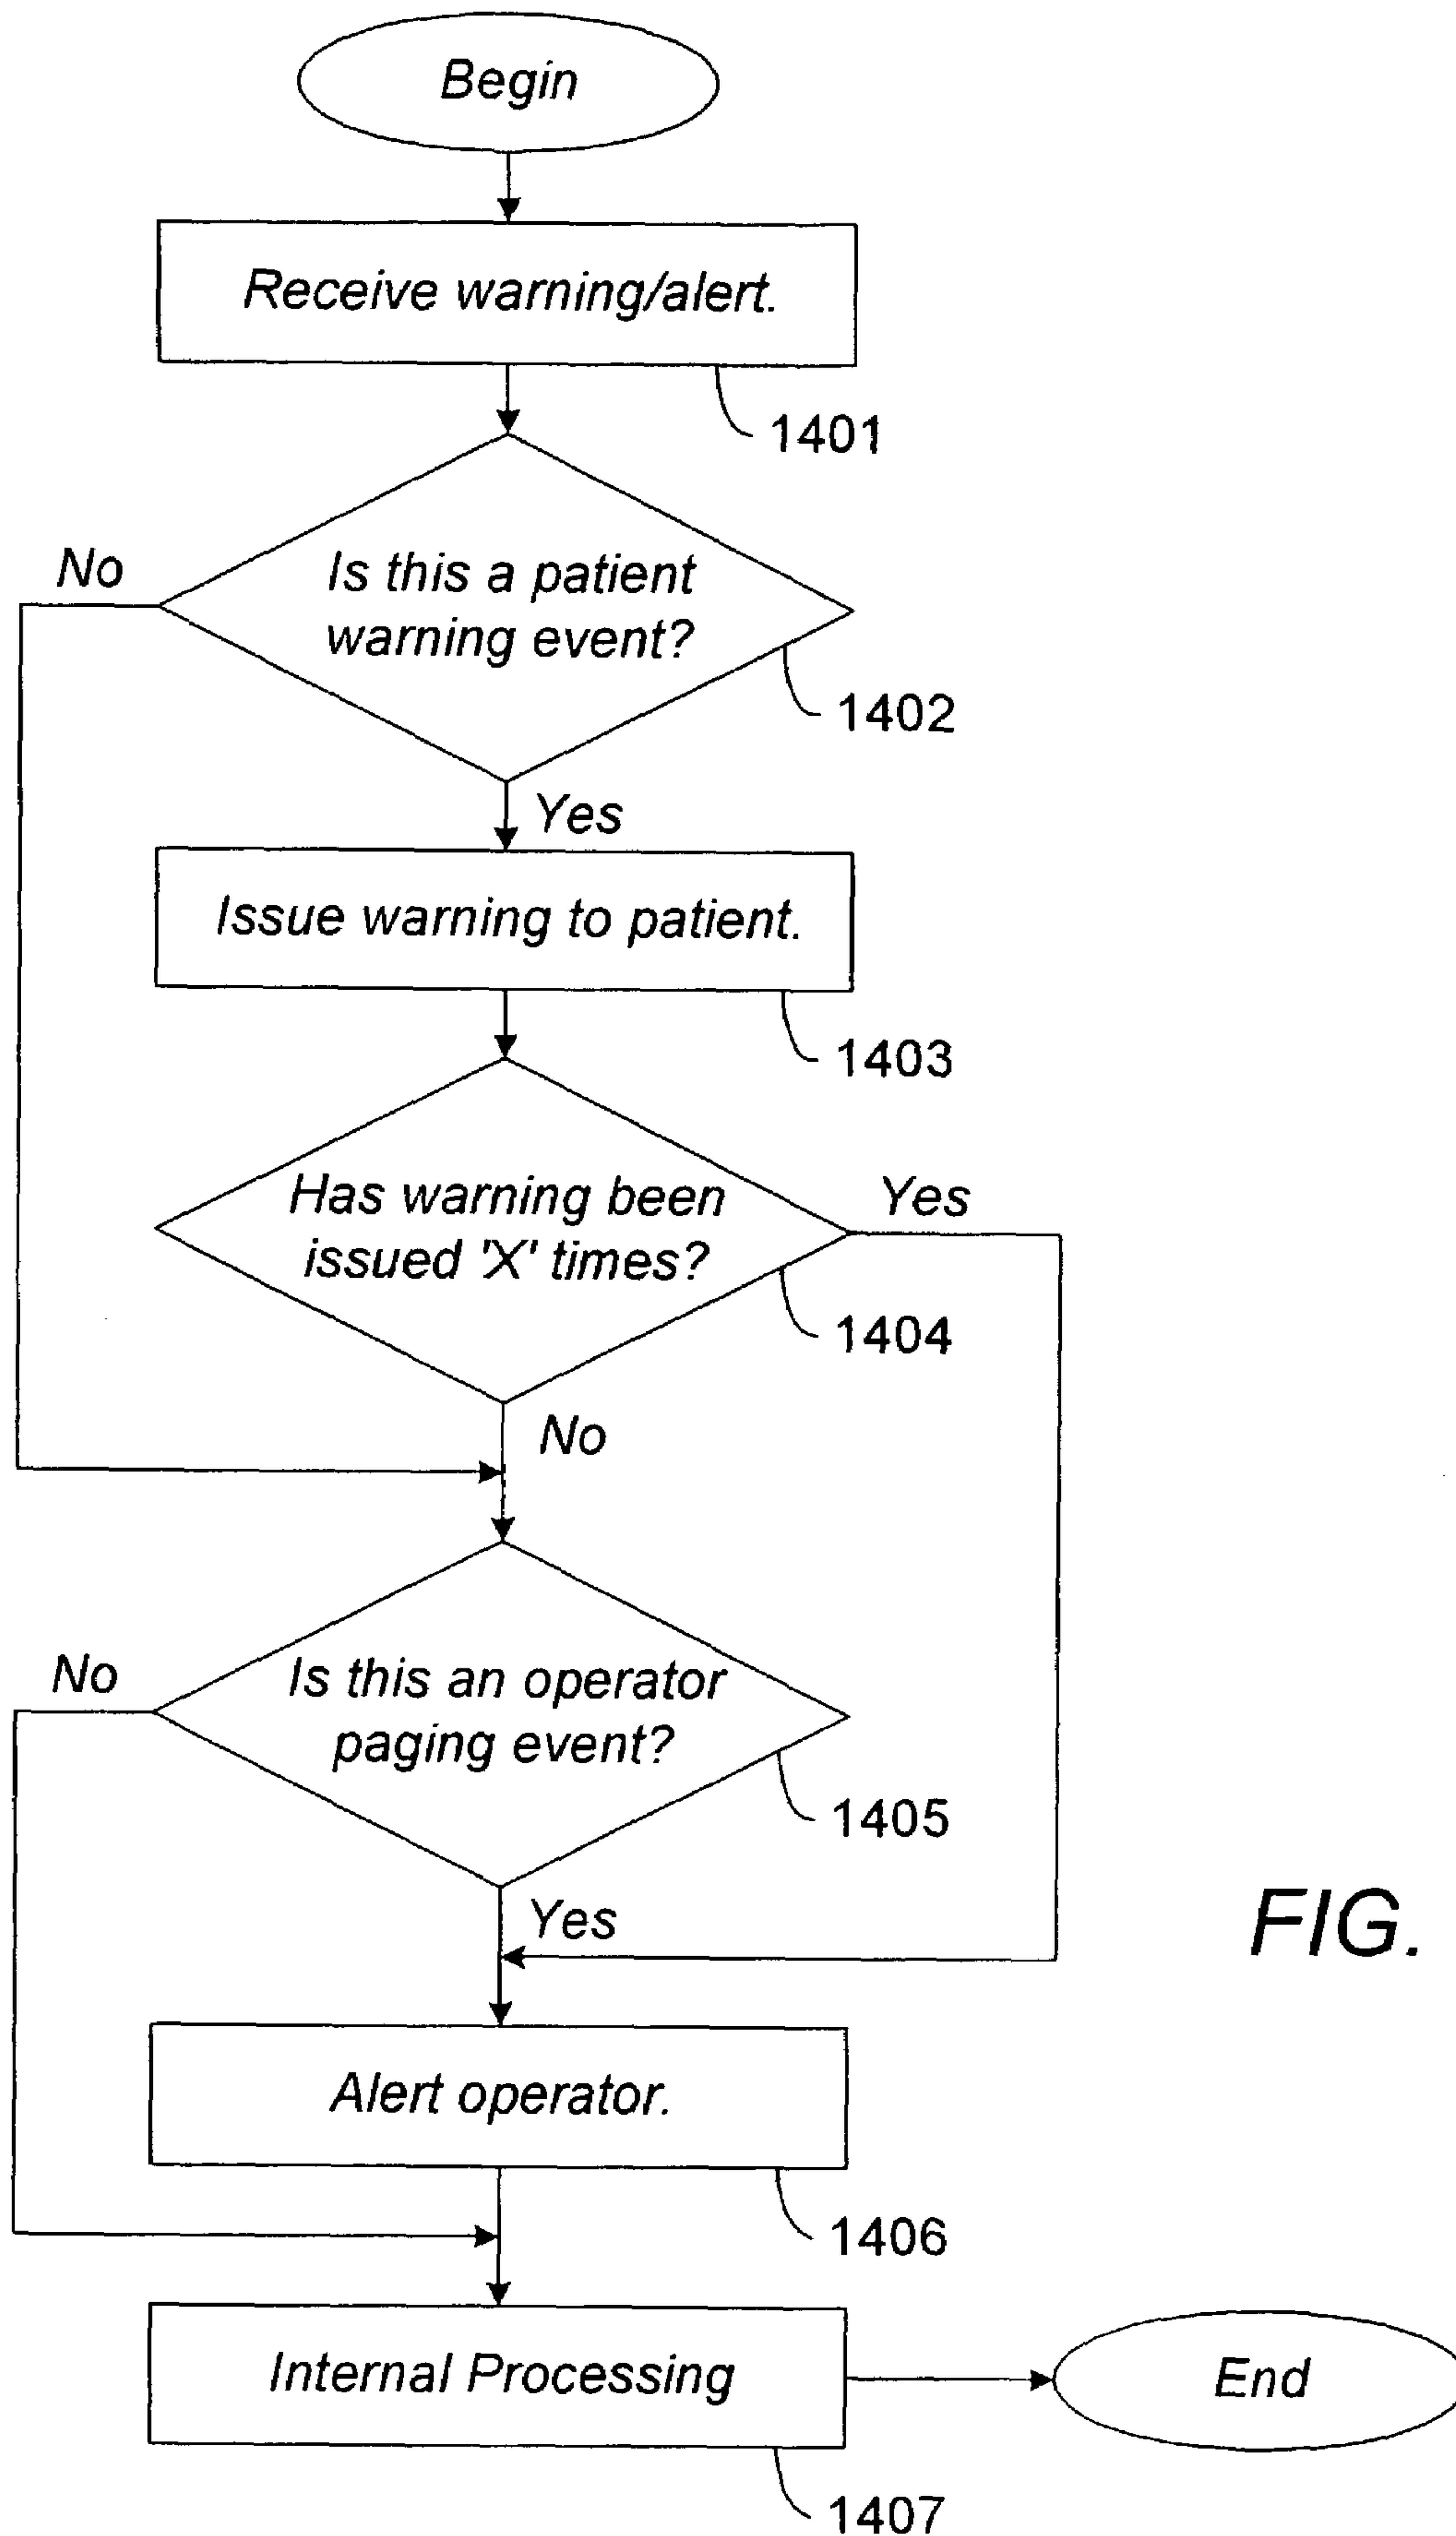 Begin
Receive warning/alert.
1401
No
Is this a patient
warning event?
1402
Yes
Issue warning to patient.
1403
Has warning been
issued 'X' times?
Yes
1404
No
No
Is this an operator
paging event?
1405
Yes
FIG.
Alert operator.
1406
Internal Processing
End
1407